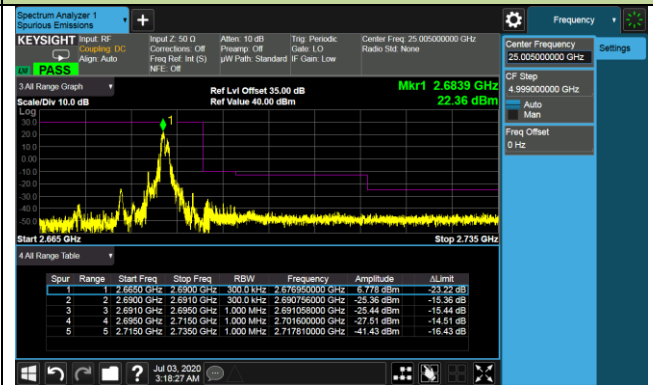 Spectrum Analyzer 1
Spurious Emissions
Frequency
KEYSIGHT
Input: RF
Coupling: DC
Align: Auto
Input Z: 50 Ω
Corrections: Off
Freq Ref: Int (S)
NFE: Off
Atten: 10 dB
Preamp: Off
µW Path: Standard
Trig: Periodic
Gate: LO
IF Gain: Low
Center Freq: 25.005000000 GHz
Radio Std: None
PASS
Center Frequency
25.005000000 GHz
Settings
CF Step
4.999000000 GHz
Auto
Man
Freq Offset
0 Hz
3 All Range Graph
Scale/Div 10.0 dB
Ref Lvl Offset 35.00 dB
Ref Value 40.00 dBm
Mkr1 2.6839 GHz
22.36 dBm
Log
30.0
20.0
10.0
0.00
-10.0
-20.0
-30.0
-40.0
-50.0
1
Start 2.665 GHz
Stop 2.735 GHz
4 All Range Table
Spur Range Start Freq Stop Freq RBW Frequency Amplitude ΔLimit
1 1 2.6650 GHz 2.6900 GHz 300.0 kHz 2.676950000 GHz 6.778 dBm -23.22 dB
2 2 2.6900 GHz 2.6910 GHz 300.0 kHz 2.690756000 GHz -25.36 dBm -15.36 dB
3 3 2.6910 GHz 2.6950 GHz 1.000 MHz 2.691058000 GHz -25.44 dBm -15.44 dB
4 4 2.6950 GHz 2.7150 GHz 1.000 MHz 2.701600000 GHz -27.51 dBm -14.51 dB
5 5 2.7150 GHz 2.7350 GHz 1.000 MHz 2.717810000 GHz -41.43 dBm -16.43 dB
Jul 03, 2020
3:18:27 AM